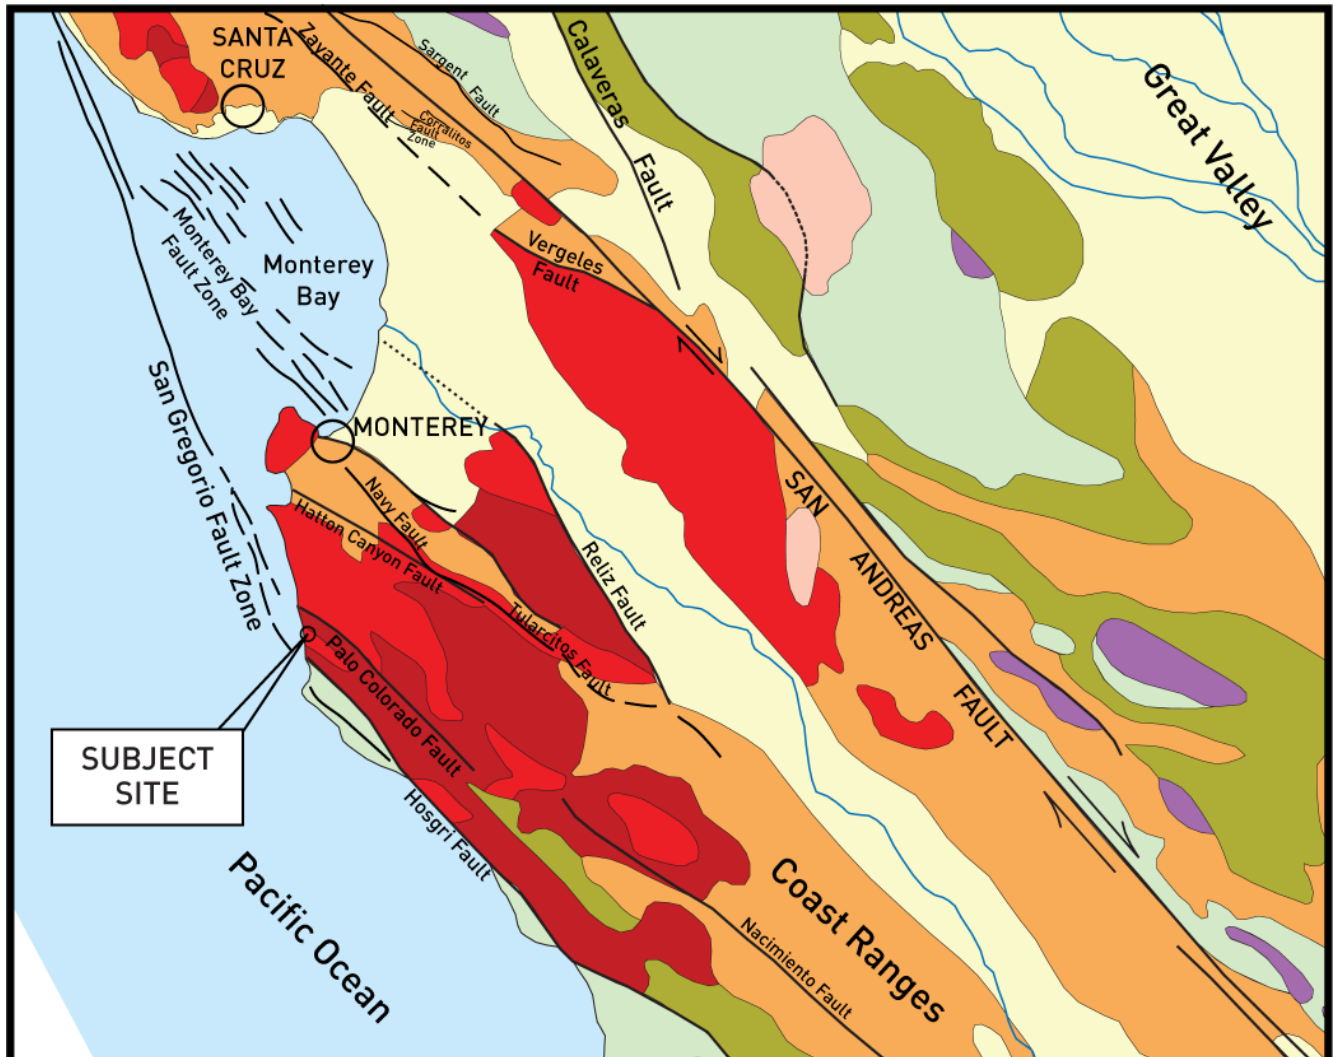 SANTA
CRUZ
Zayante Fault
Sargent
Fault
Corralitos
Fault
Zone
Calaveras
Fault
Great Valley
Monterey Bay
Fault Zone
Monterey
Bay
Vergeles
Fault
San Gregorio Fault Zone
MONTEREY
Navy Fault
Hatton Canyon Fault
Reliz Fault
Tularcitos Fault
SAN
ANDREAS
FAULT
Palo Colorado Fault
SUBJECT
SITE
Hosgri Fault
Pacific Ocean
Coast Ranges
Nacimiento Fault